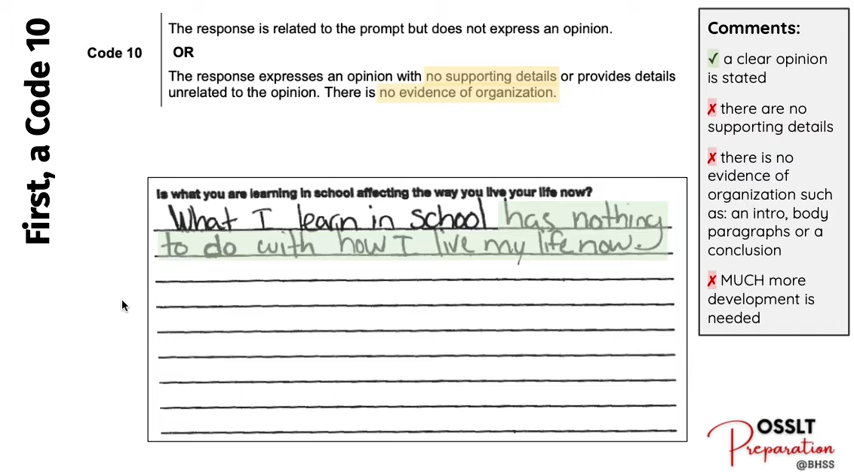 First, a Code 10
Code 10
The response is related to the prompt but does not express an opinion.
OR
The response expresses an opinion with no supporting details or provides details
unrelated to the opinion. There is no evidence of organization.
Is what you are learning in school affecting the way you live your life now?
What I learn in school has nothing
to do with how I live my life now.
Comments:
✓ a clear opinion
is stated
✗ there are no
supporting details
✗ there is no
evidence of
organization such
as: an intro, body
paragraphs or a
conclusion
✗ MUCH more
development is
needed
OSSLT
Preparation
@BHSS